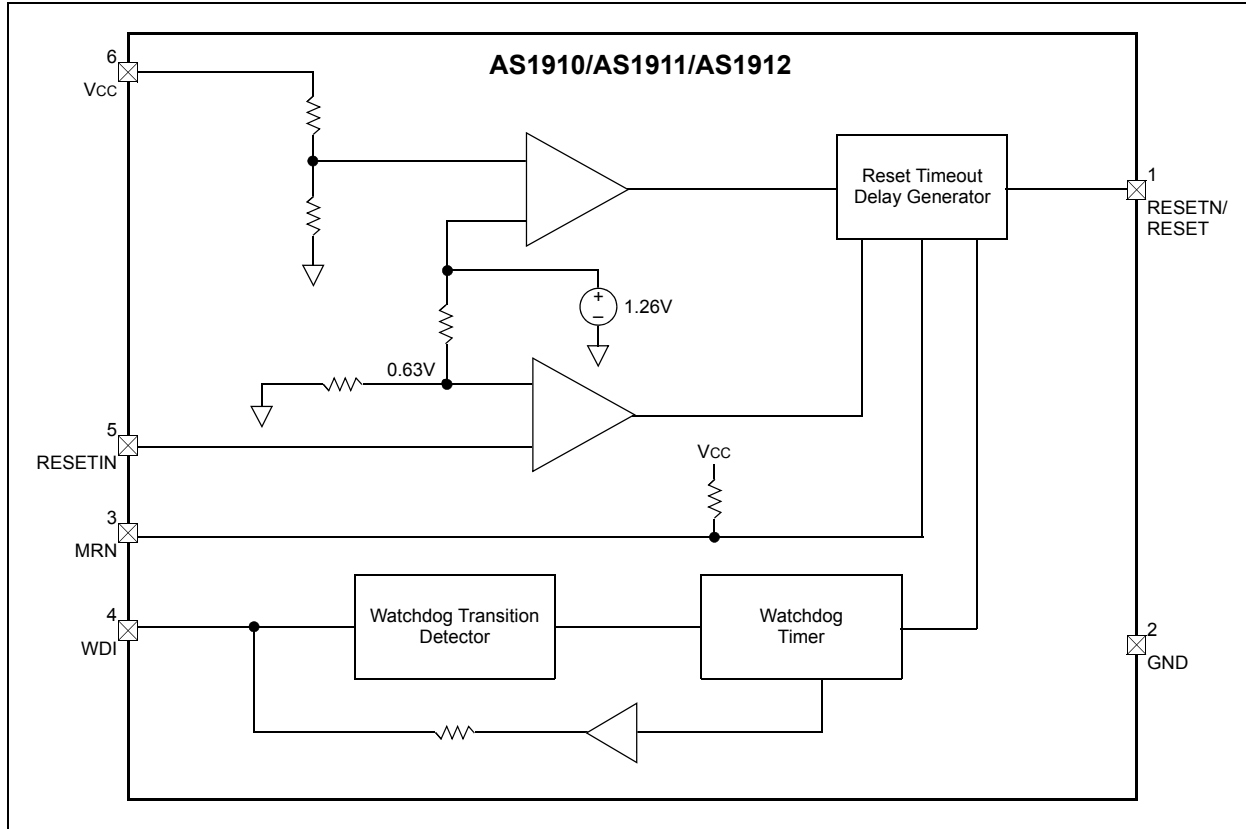 AS1910/AS1911/AS1912
6
VCC
Reset Timeout
Delay Generator
1
RESETN/
RESET
+
–
1.26V
0.63V
5
RESETIN
VCC
3
MRN
4
WDI
Watchdog Transition
Detector
Watchdog
Timer
2
GND